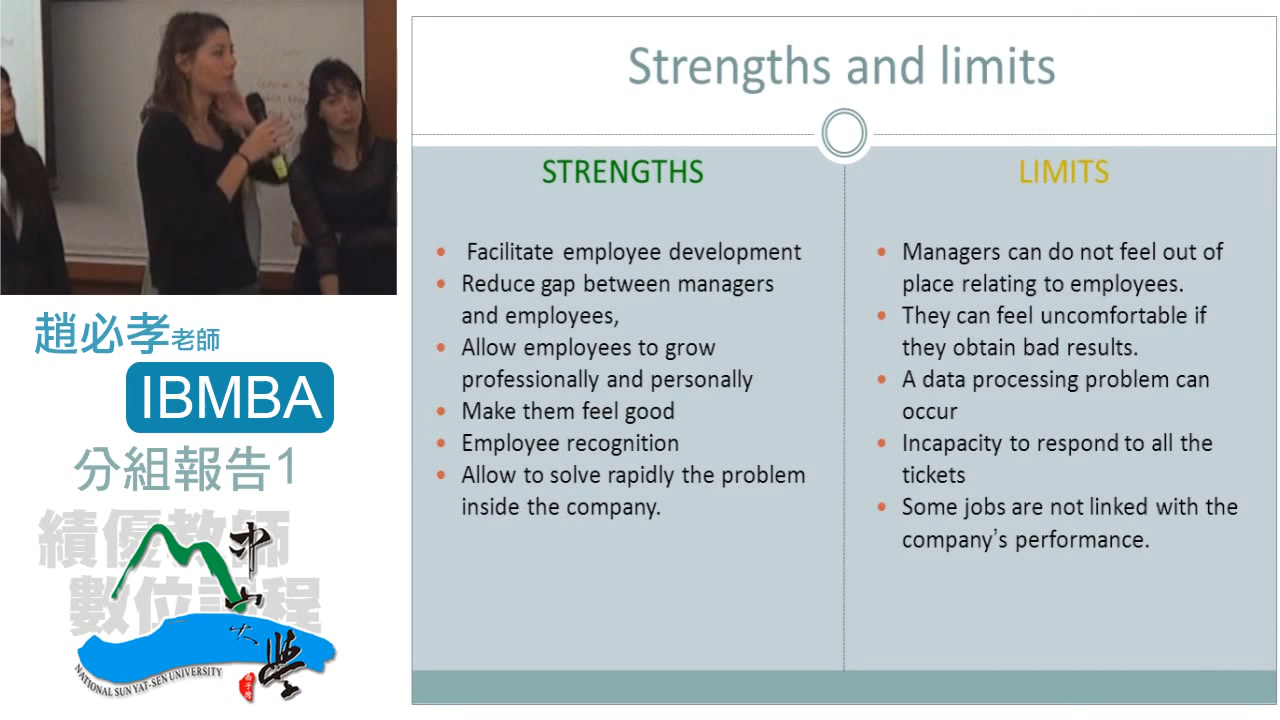 趙必孝老師
IBMBA
分組報告1
績優教師
數位課程
中山大學
NATIONAL SUN YAT-SEN UNIVERSITY
Strengths and limits
STRENGTHS
• Facilitate employee development
• Reduce gap between managers
and employees,
• Allow employees to grow
professionally and personally
• Make them feel good
• Employee recognition
• Allow to solve rapidly the problem
inside the company.
LIMITS
• Managers can do not feel out of
place relating to employees.
• They can feel uncomfortable if
they obtain bad results.
• A data processing problem can
occur
• Incapacity to respond to all the
tickets
• Some jobs are not linked with the
company's performance.